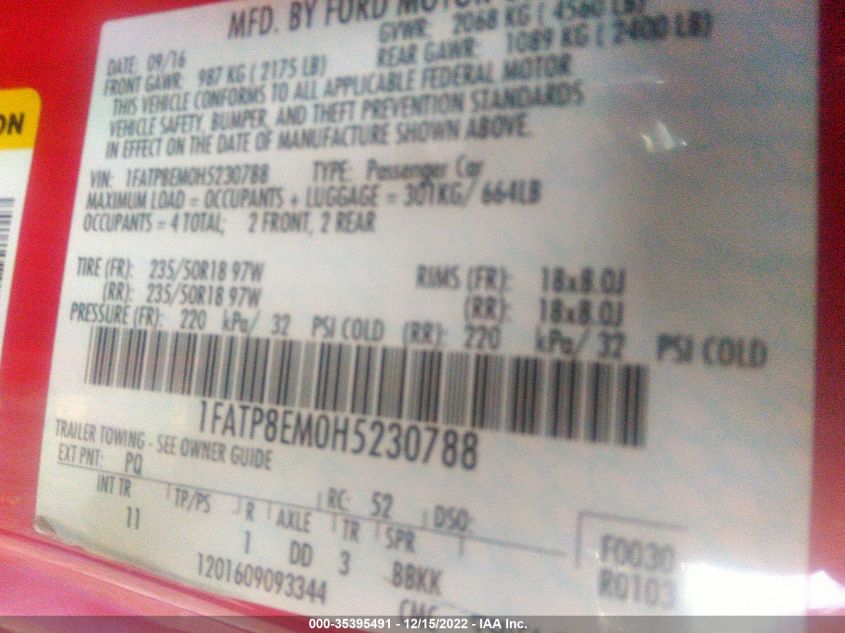 MFD. BY FORD MOTOR
DATE: 09/16 GVWR: 2068 KG ( 4560 LB)
FRONT GAWR: 987 KG ( 2175 LB) REAR GAWR: 1089 KG ( 2400 LB)
THIS VEHICLE CONFORMS TO ALL APPLICABLE FEDERAL MOTOR
VEHICLE SAFETY, BUMPER, AND THEFT PREVENTION STANDARDS
IN EFFECT ON THE DATE OF MANUFACTURE SHOWN ABOVE.
VIN: 1FATP8EM0H5230788 TYPE: Passenger Car
MAXIMUM LOAD = OCCUPANTS + LUGGAGE = 301KG/ 664LB
OCCUPANTS = 4 TOTAL; 2 FRONT, 2 REAR
TIRE (FR): 235/50R18 97W RIMS (FR): 18x8.0J
(RR): 235/50R18 97W (RR): 18x8.0J
PRESSURE (FR): 220 kPa/ 32 PSI COLD (RR): 220 kPa/ 32 PSI COLD
1FATP8EM0H5230788
TRAILER TOWING - SEE OWNER GUIDE
EXT PNT: PQ RC: 52 DSO:
INT TR TP/PS R AXLE TR SPR
11 1 DD 3 BBKK
1201609093344
F0030
R0103
ON
000-35395491 - 12/15/2022 - IAA Inc.